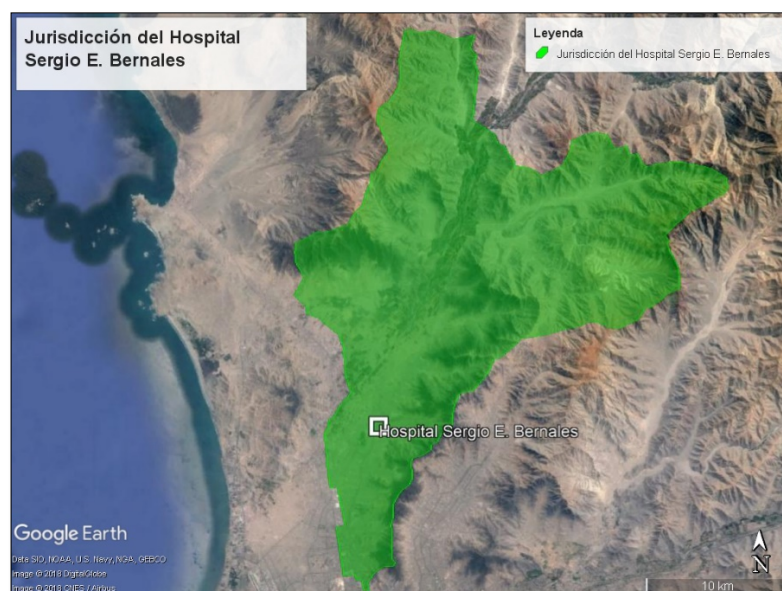 Jurisdicción del Hospital
Sergio E. Bernales
Leyenda
Jurisdicción del Hospital Sergio E. Bernales
Hospital Sergio E. Bernales
Google Earth
Data SIO, NOAA, U.S. Navy, NGA, GEBCO
Image © 2018 DigitalGlobe
Image © 2018 CNES / Airbus
N
10 km